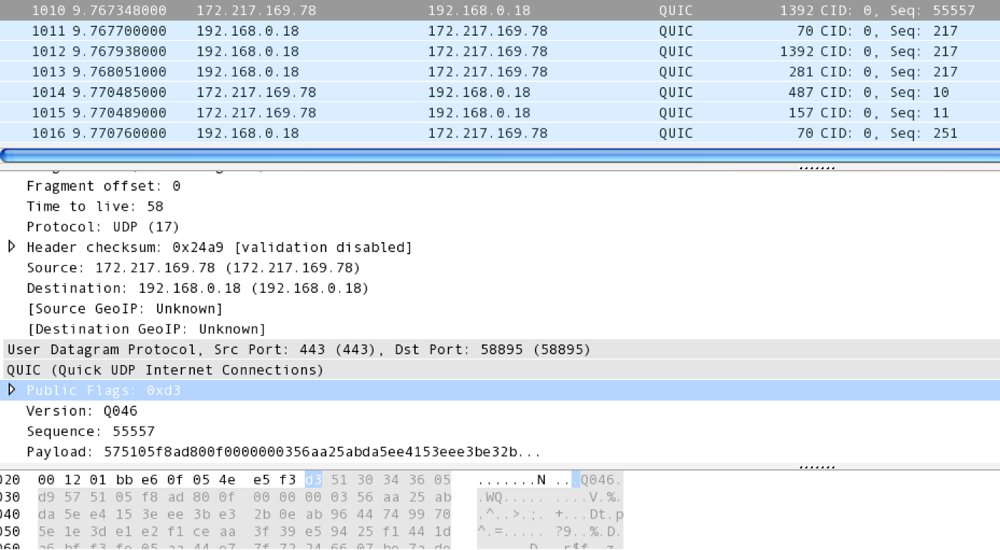 1010 9.767348000 172.217.169.78 192.168.0.18 QUIC 1392 CID: 0, Seq: 55557
1011 9.767700000 192.168.0.18 172.217.169.78 QUIC 70 CID: 0, Seq: 217
1012 9.767938000 192.168.0.18 172.217.169.78 QUIC 1392 CID: 0, Seq: 217
1013 9.768051000 192.168.0.18 172.217.169.78 QUIC 281 CID: 0, Seq: 217
1014 9.770485000 172.217.169.78 192.168.0.18 QUIC 487 CID: 0, Seq: 10
1015 9.770489000 172.217.169.78 192.168.0.18 QUIC 157 CID: 0, Seq: 11
1016 9.770760000 192.168.0.18 172.217.169.78 QUIC 70 CID: 0, Seq: 251
Fragment offset: 0
Time to live: 58
Protocol: UDP (17)
Header checksum: 0x24a9 [validation disabled]
Source: 172.217.169.78 (172.217.169.78)
Destination: 192.168.0.18 (192.168.0.18)
[Source GeoIP: Unknown]
[Destination GeoIP: Unknown]
User Datagram Protocol, Src Port: 443 (443), Dst Port: 58895 (58895)
QUIC (Quick UDP Internet Connections)
Public Flags: 0xd3
Version: Q046
Sequence: 55557
Payload: 575105f8ad800f0000000356aa25abda5ee4153eee3be32b...
020 00 12 01 bb e6 0f 05 4e e5 f3 d3 51 30 34 36 05 .......N ...Q046.
030 d9 57 51 05 f8 ad 80 0f 00 00 00 03 56 aa 25 ab .WQ..... ....V.%.
040 da 5e e4 15 3e ee 3b e3 2b 0e ab 96 44 74 99 70 .^..>.;. +...Dt.p
050 5e 1e 3d e1 e2 f1 ce aa 3f 39 e5 94 25 f1 44 1d ^.=..... ?9..%.D.